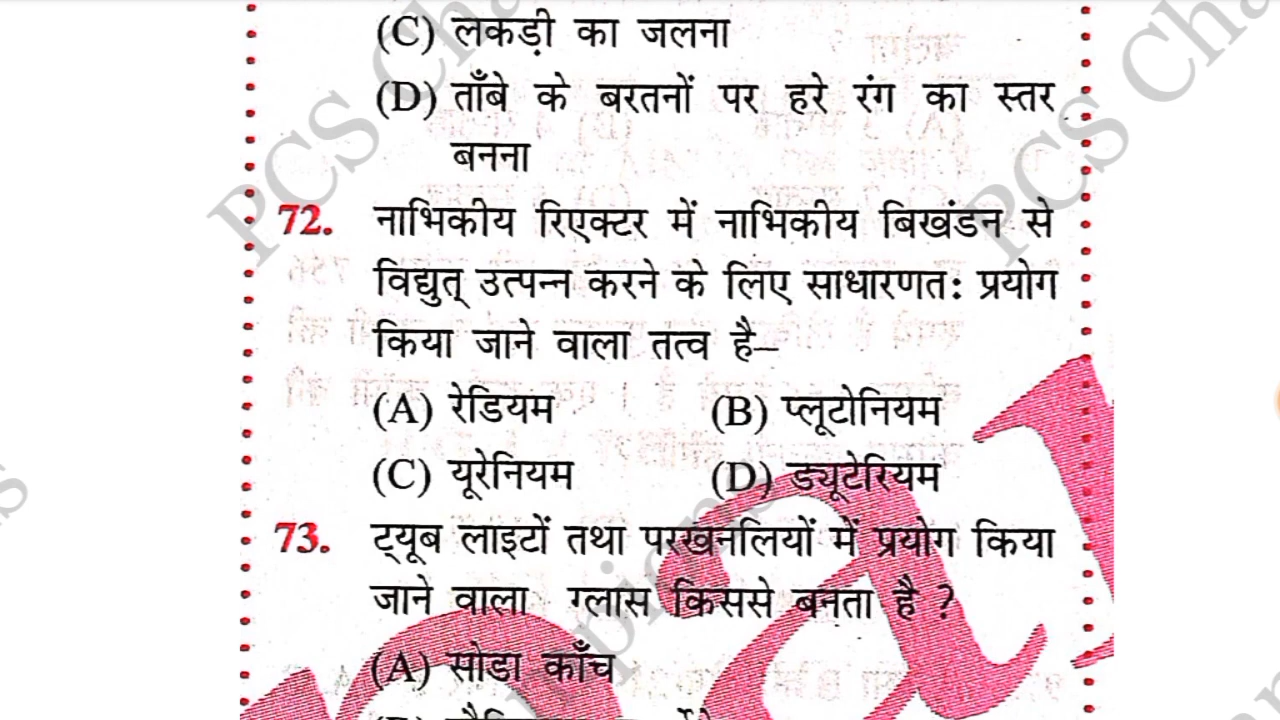 (C) लकड़ी का जलना
(D) ताँबे के बरतनों पर हरे रंग का स्तर
बनना
72. नाभिकीय रिएक्टर में नाभिकीय बिखंडन से
विद्युत् उत्पन्न करने के लिए साधारणतः प्रयोग
किया जाने वाला तत्व है–
(A) रेडियम (B) प्लूटोनियम
(C) यूरेनियम (D) ड्यूटेरियम
73. ट्यूब लाइटों तथा परखनलियों में प्रयोग किया
जाने वाला ग्लास किससे बनता है ?
(A) सोडा काँच